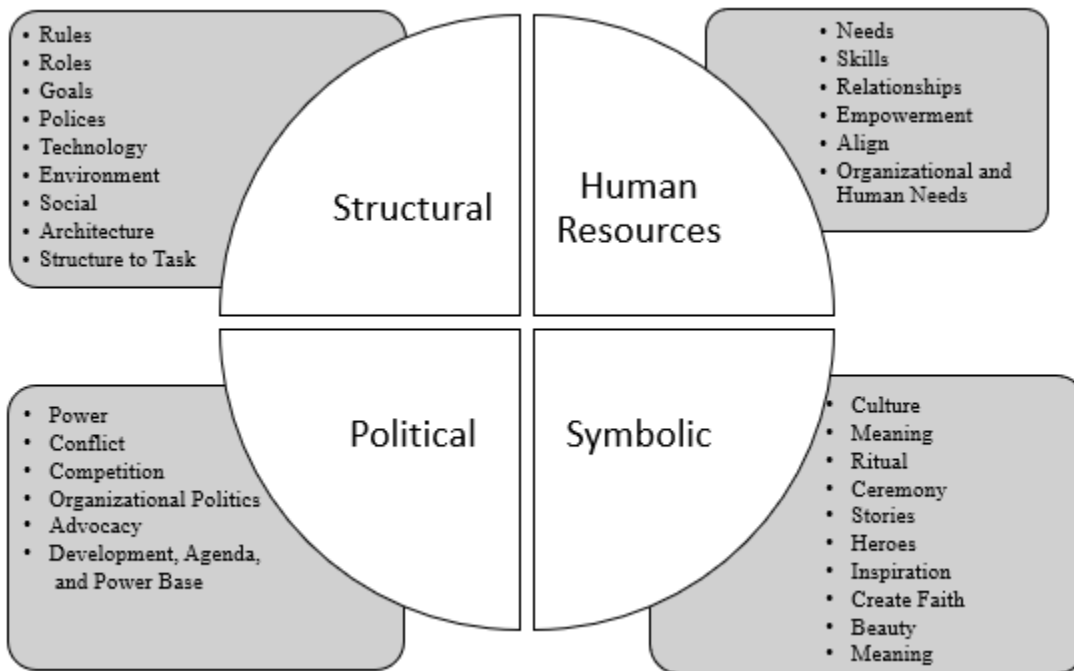 • Rules
• Roles
• Goals
• Polices
• Technology
• Environment
• Social
• Architecture
• Structure to Task
Structural
Human
Resources
• Needs
• Skills
• Relationships
• Empowerment
• Align
• Organizational and
Human Needs
• Power
• Conflict
• Competition
• Organizational Politics
• Advocacy
• Development, Agenda,
and Power Base
Political
Symbolic
• Culture
• Meaning
• Ritual
• Ceremony
• Stories
• Heroes
• Inspiration
• Create Faith
• Beauty
• Meaning